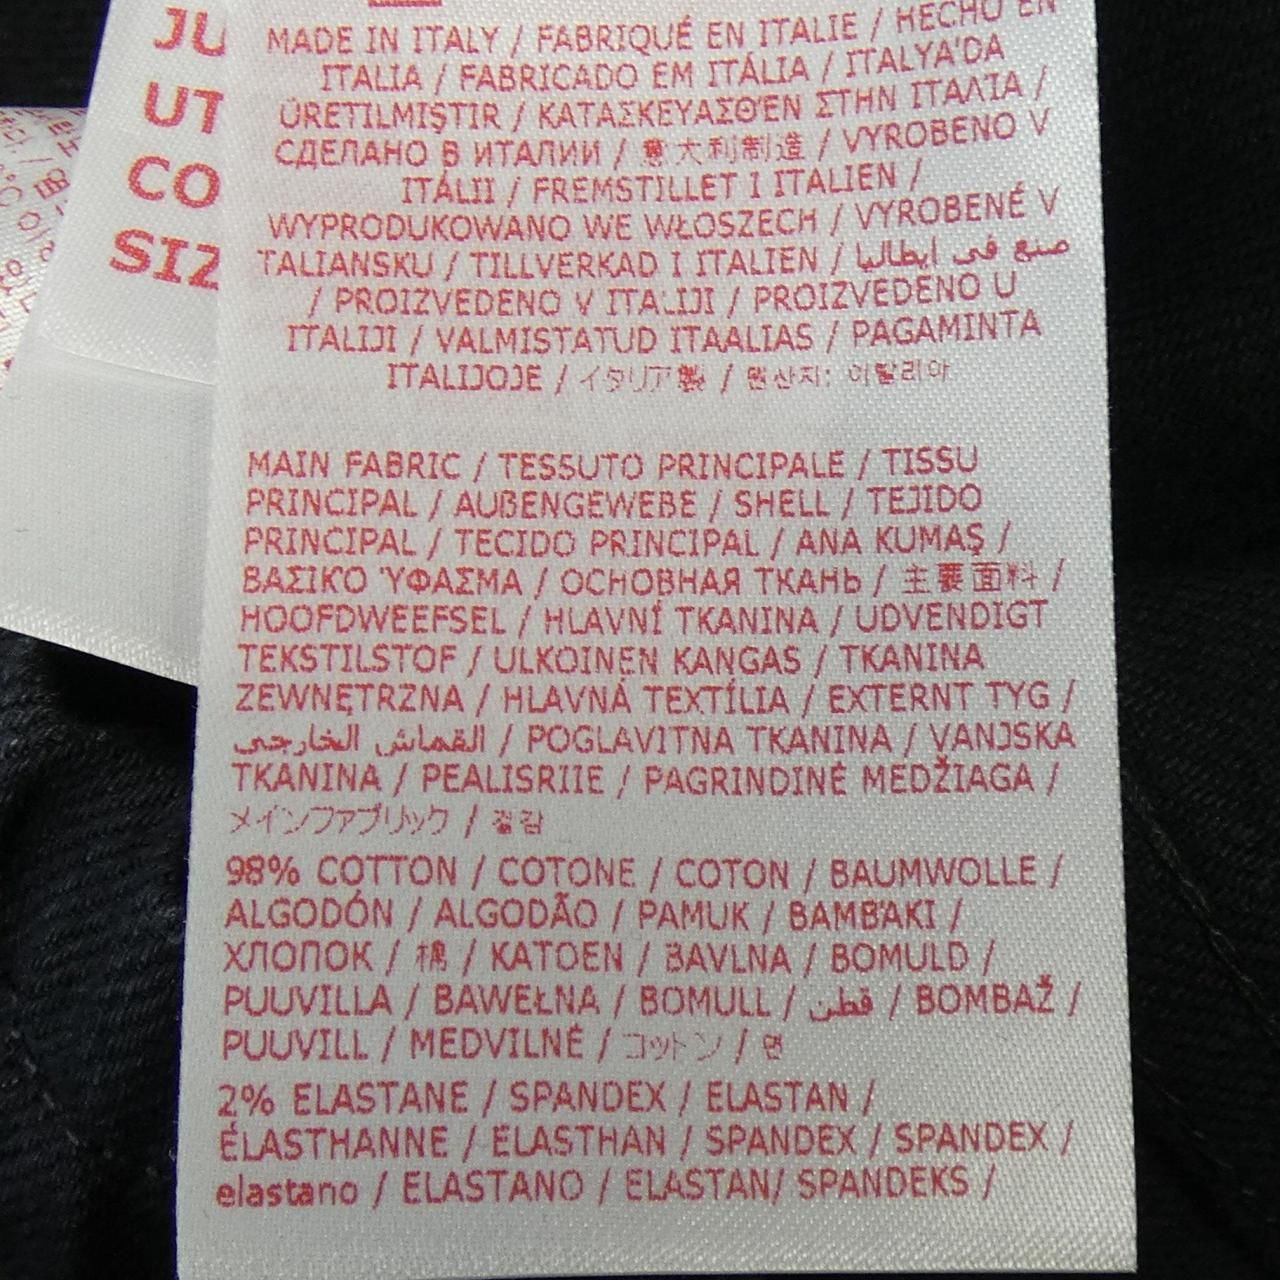 JU
UT
CO
SIZ
MADE IN ITALY / FABRIQUÉ EN ITALIE / HECHO EN
ITALIA / FABRICADO EM ITÁLIA / ITALYA'DA
ÜRETILMIŞTIR / ΚΑΤΑΣΚΕΥΑΣΘΈΝ ΣΤΗΝ ΙΤΑΛΊΑ /
СДЕЛАНО В ИТАЛИИ / 意大利制造 / VYROBENO V
ITÁLII / FREMSTILLET I ITALIEN /
WYPRODUKOWANO WE WŁOSZECH / VYROBENÉ V
TALIANSKU / TILLVERKAD I ITALIEN / صنع في ايطاليا
/ PROIZVEDENO V ITALIJI / PROIZVEDENO U
ITALIJI / VALMISTATUD ITAALIAS / PAGAMINTA
ITALIJOJE / イタリア製 / 원산지: 이탈리아
MAIN FABRIC / TESSUTO PRINCIPALE / TISSU
PRINCIPAL / AUßENGEWEBE / SHELL / TEJIDO
PRINCIPAL / TECIDO PRINCIPAL / ANA KUMAŞ /
ΒΑΣΙΚΌ ΎΦΑΣΜΑ / ОСНОВНАЯ ТКАНЬ / 主要面料 /
HOOFDWEEFSEL / HLAVNÍ TKANINA / UDVENDIGT
TEKSTILSTOF / ULKOINEN KANGAS / TKANINA
ZEWNĘTRZNA / HLAVNÁ TEXTÍLIA / EXTERNT TYG /
القماش الخارجي / POGLAVITNA TKANINA / VANJSKA
TKANINA / PEALISRIIE / PAGRINDINĖ MEDŽIAGA /
メインファブリック / 겉감
98% COTTON / COTONE / COTON / BAUMWOLLE /
ALGODÓN / ALGODÃO / PAMUK / ΒΑΜΒΆΚΙ /
ХЛОПОК / 棉 / KATOEN / BAVLNA / BOMULD /
PUUVILLA / BAWEŁNA / BOMULL / قطن / BOMBAŽ /
PUUVILL / MEDVILNĖ / コットン / 면
2% ELASTANE / SPANDEX / ELASTAN /
ÉLASTHANNE / ELASTHAN / SPANDEX / SPANDEX /
elastano / ELASTANO / ELASTAN/ SPANDEKS /